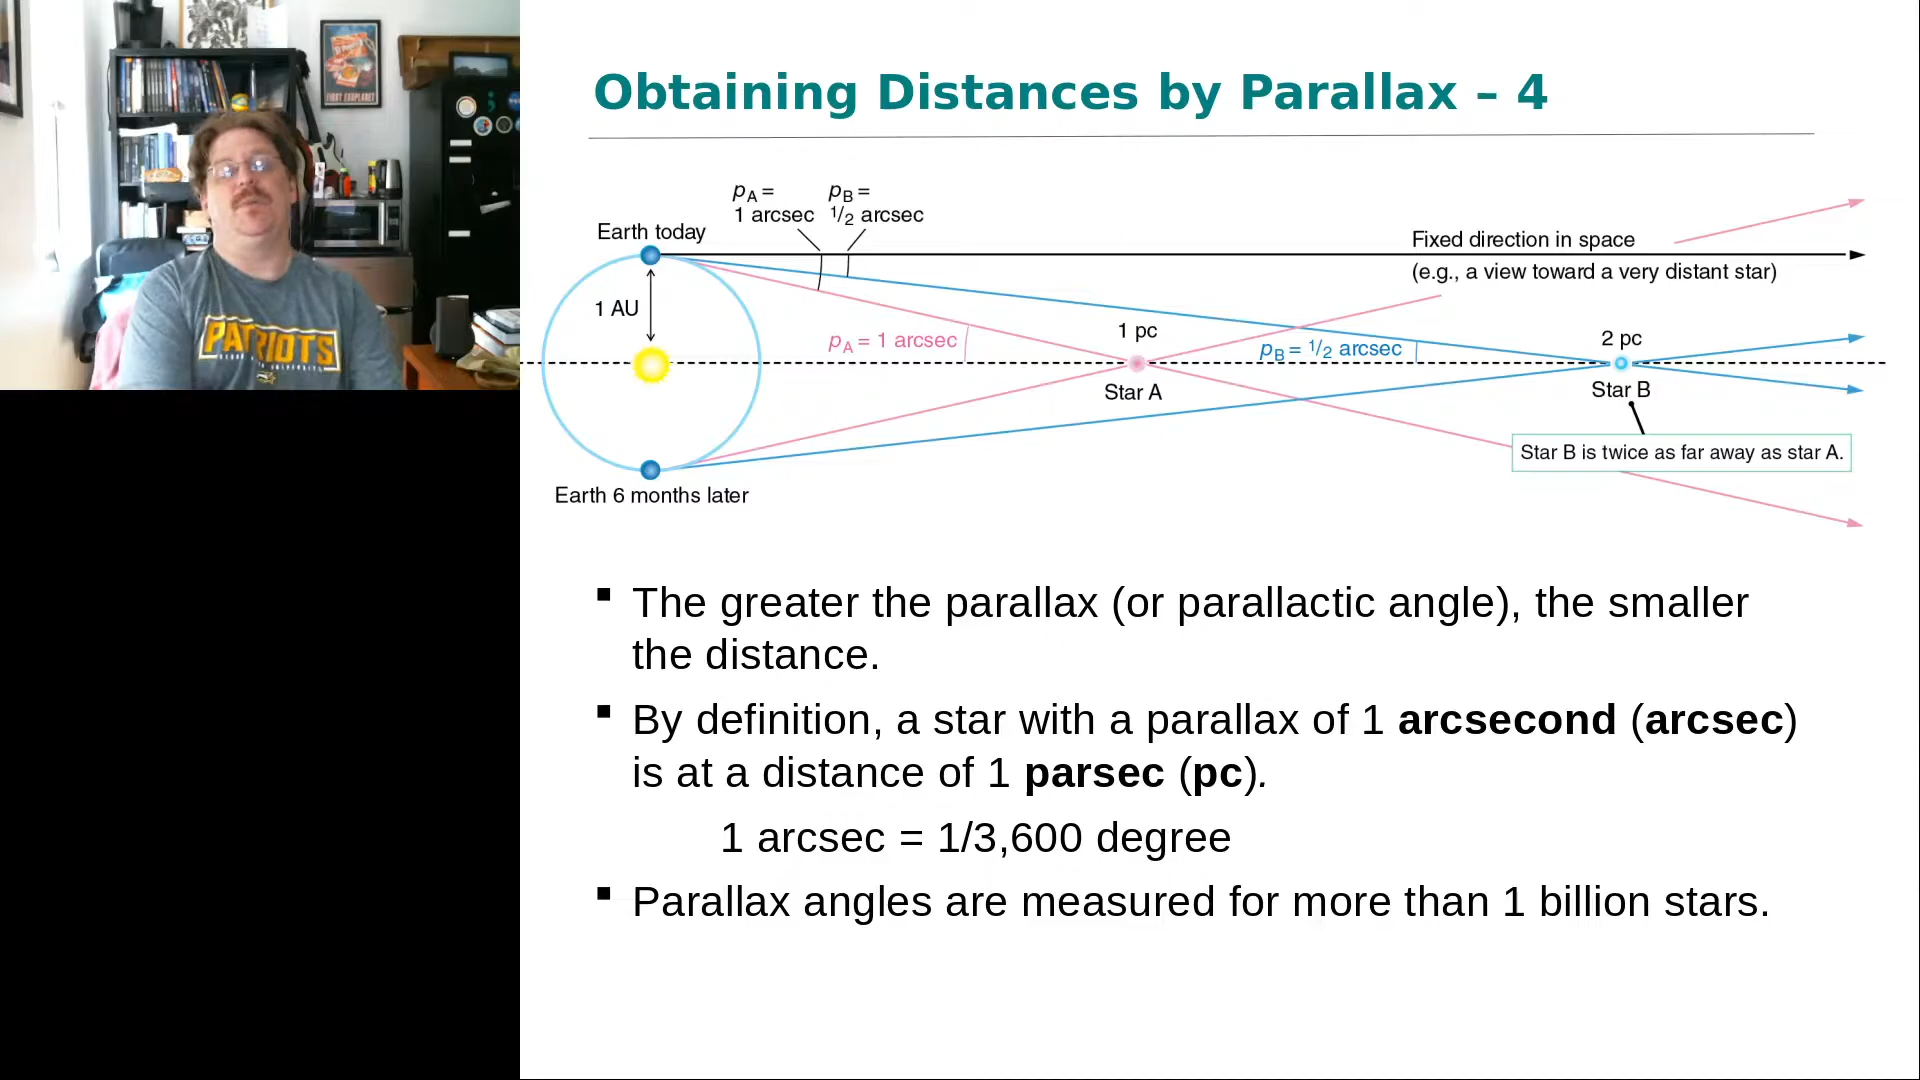 PATRIOTS
Obtaining Distances by Parallax – 4
pA = 1 arcsec
pB = 1/2 arcsec
Earth today
Fixed direction in space
(e.g., a view toward a very distant star)
1 AU
pA = 1 arcsec
1 pc
pB = 1/2 arcsec
2 pc
Star A
Star B
Star B is twice as far away as star A.
Earth 6 months later
▪ The greater the parallax (or parallactic angle), the smaller
the distance.
▪ By definition, a star with a parallax of 1 arcsecond (arcsec)
is at a distance of 1 parsec (pc).
1 arcsec = 1/3,600 degree
▪ Parallax angles are measured for more than 1 billion stars.